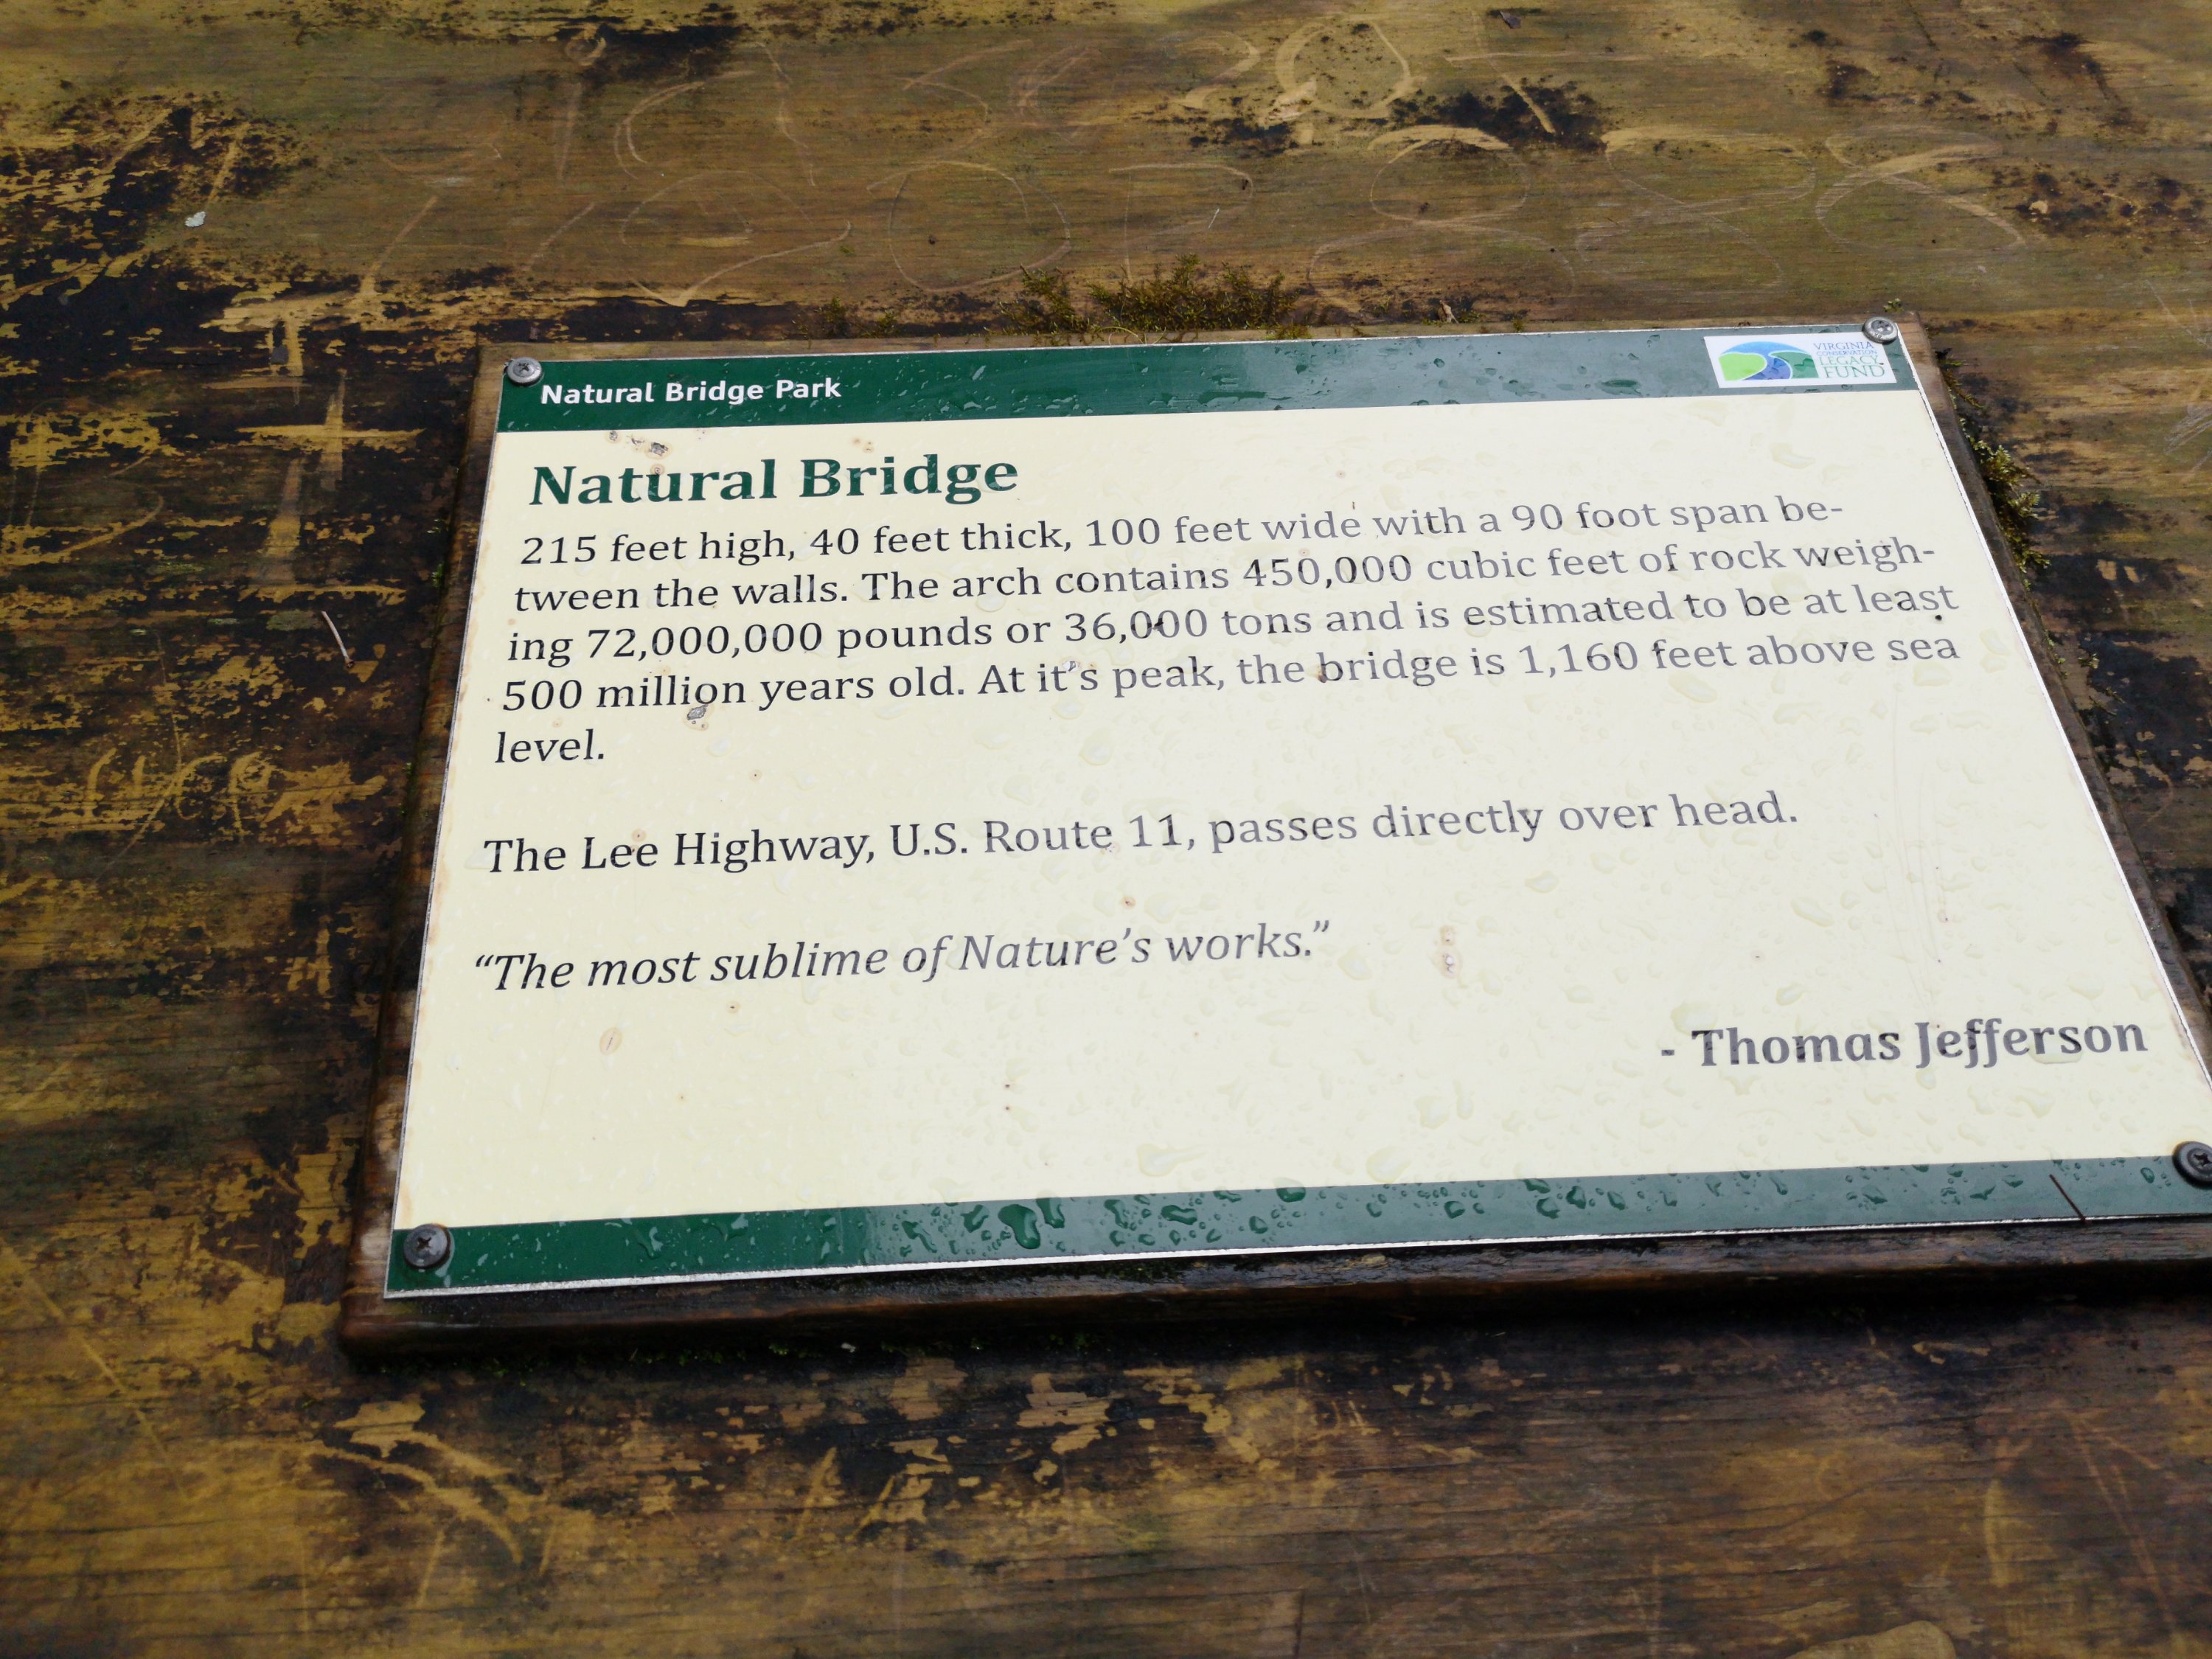 Natural Bridge Park
VIRGINIA
CONSERVATION
LEGACY
FUND
Natural Bridge
215 feet high, 40 feet thick, 100 feet wide with a 90 foot span be-
tween the walls. The arch contains 450,000 cubic feet of rock weigh-
ing 72,000,000 pounds or 36,000 tons and is estimated to be at least
500 million years old. At it's peak, the bridge is 1,160 feet above sea
level.
The Lee Highway, U.S. Route 11, passes directly over head.
“The most sublime of Nature’s works.”
- Thomas Jefferson